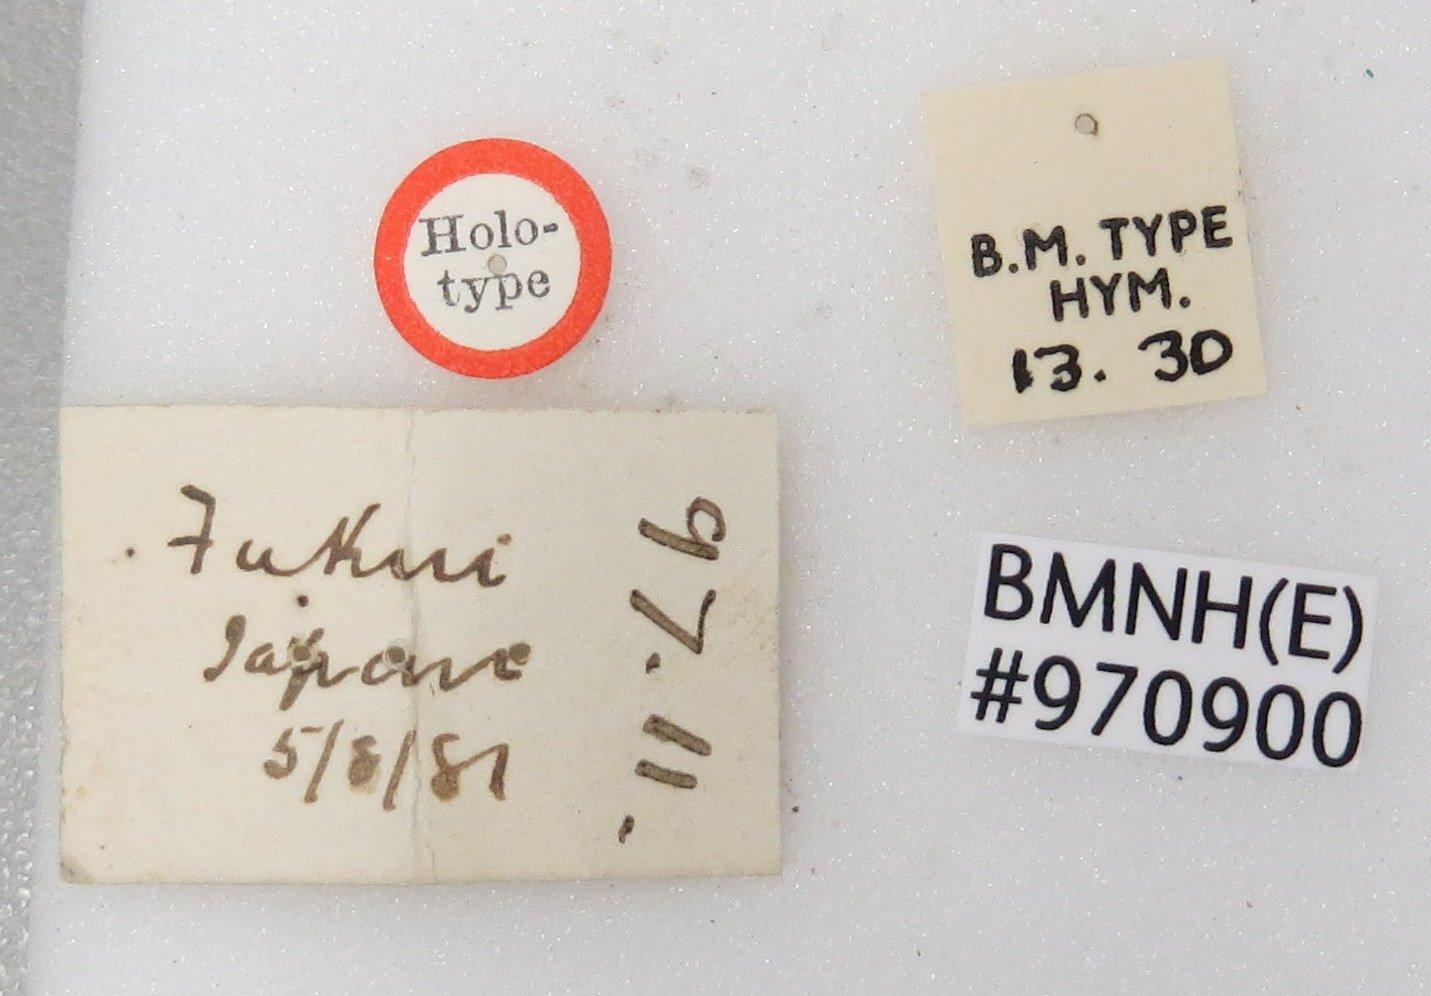 Holo-
type
B.M. TYPE
HYM.
13. 30
Fukui
Japan
5/8/81
97. 11.
BMNH(E)
#970900